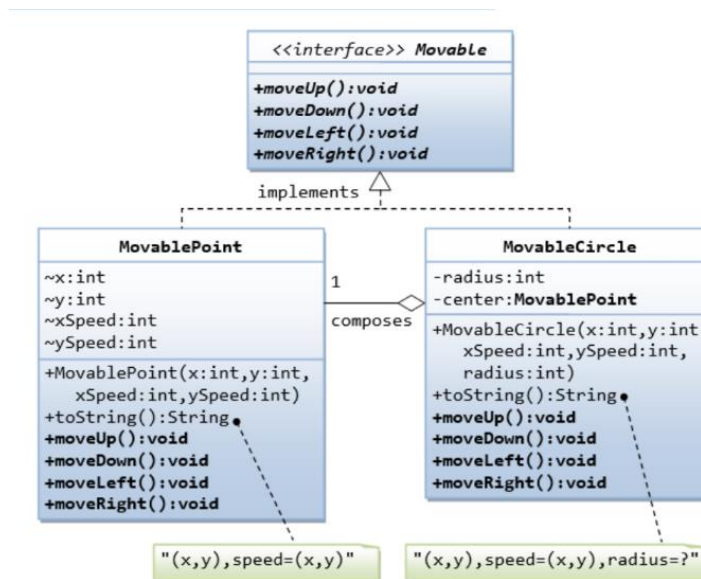 <<interface>> Movable
+moveUp():void
+moveDown():void
+moveLeft():void
+moveRight():void
implements
MovablePoint
~x:int
~y:int
~xSpeed:int
~ySpeed:int
+MovablePoint(x:int,y:int,
xSpeed:int,ySpeed:int)
+toString():String
+moveUp():void
+moveDown():void
+moveLeft():void
+moveRight():void
"(x,y),speed=(x,y)"
1
composes
MovableCircle
-radius:int
-center:MovablePoint
+MovableCircle(x:int,y:int
xSpeed:int,ySpeed:int,
radius:int)
+toString():String
+moveUp():void
+moveDown():void
+moveLeft():void
+moveRight():void
"(x,y),speed=(x,y),radius=?"